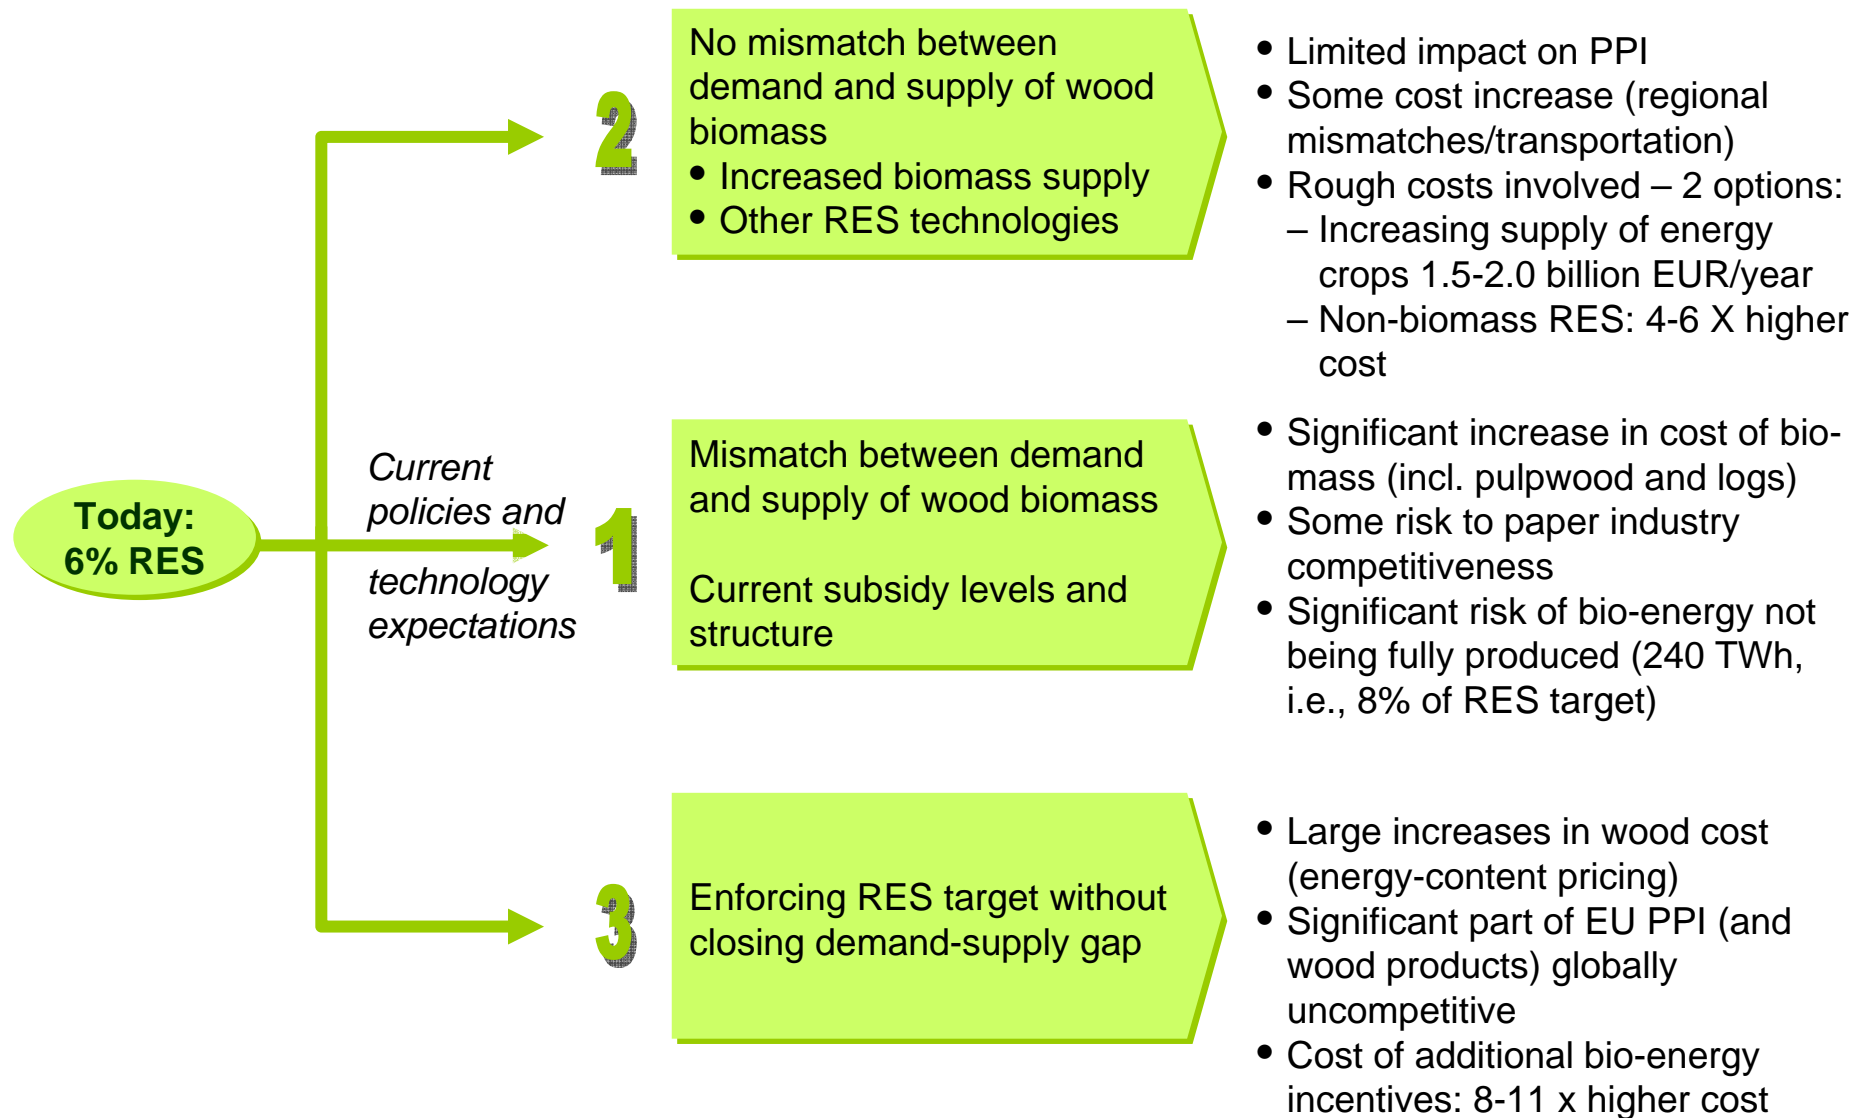 Today:
6% RES
Current
policies and
technology
expectations
2
No mismatch between
demand and supply of wood
biomass
• Increased biomass supply
• Other RES technologies
• Limited impact on PPI
• Some cost increase (regional
mismatches/transportation)
• Rough costs involved – 2 options:
– Increasing supply of energy
crops 1.5-2.0 billion EUR/year
– Non-biomass RES: 4-6 X higher
cost
1
Mismatch between demand
and supply of wood biomass
Current subsidy levels and
structure
• Significant increase in cost of bio-
mass (incl. pulpwood and logs)
• Some risk to paper industry
competitiveness
• Significant risk of bio-energy not
being fully produced (240 TWh,
i.e., 8% of RES target)
3
Enforcing RES target without
closing demand-supply gap
• Large increases in wood cost
(energy-content pricing)
• Significant part of EU PPI (and
wood products) globally
uncompetitive
• Cost of additional bio-energy
incentives: 8-11 x higher cost